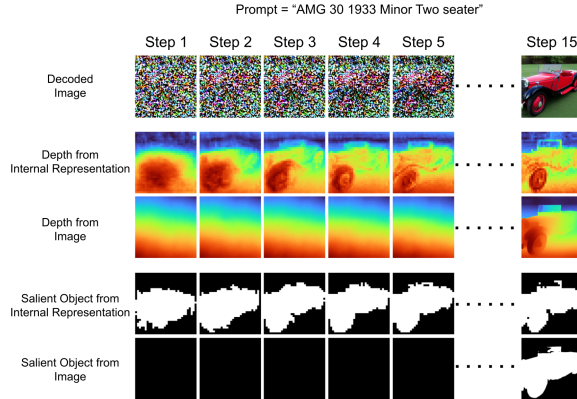 Prompt = “AMG 30 1933 Minor Two seater”
Step 1 Step 2 Step 3 Step 4 Step 5 Step 15
Decoded
Image
Depth from
Internal Representation
Depth from
Image
Salient Object from
Internal Representation
Salient Object from
Image